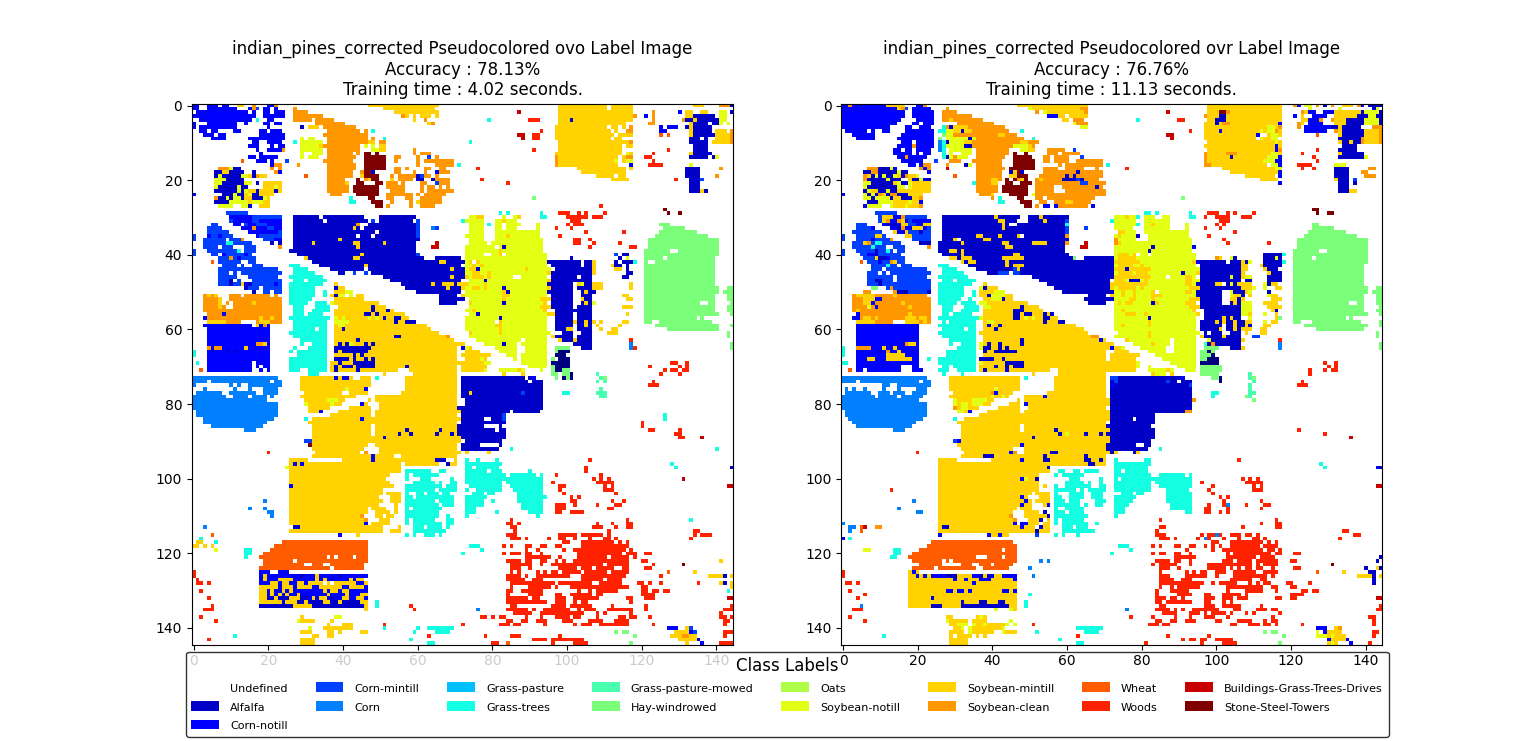 indian_pines_corrected Pseudocolored ovo Label Image
Accuracy : 78.13%
Training time : 4.02 seconds.
indian_pines_corrected Pseudocolored ovr Label Image
Accuracy : 76.76%
Training time : 11.13 seconds.
0
20
40
60
80
100
120
140
0 20 40 60 80 100 120 140
0
20
40
60
80
100
120
140
0 20 40 60 80 100 120 140
Class Labels
Undefined Corn-mintill Grass-pasture Grass-pasture-mowed Oats Soybean-mintill Wheat Buildings-Grass-Trees-Drives
Alfalfa Corn Grass-trees Hay-windrowed Soybean-notill Soybean-clean Woods Stone-Steel-Towers
Corn-notill